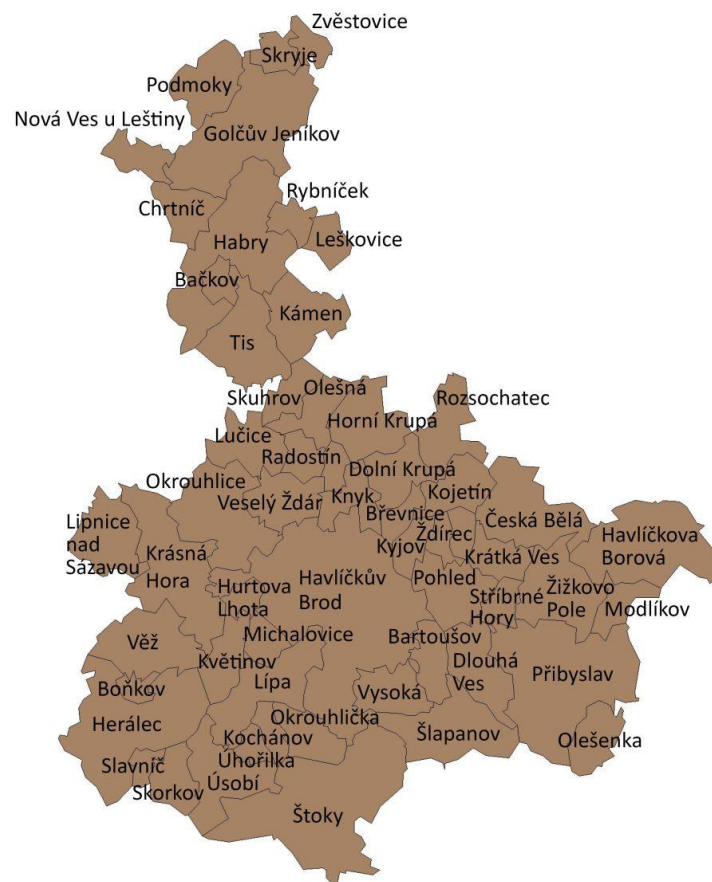 Zvěstovice
Skryje
Podmoky
Nová Ves u Leštiny
Golčův Jeníkov
Rybníček
Chrtníč
Leškovice
Habry
Bačkov
Kámen
Tis
Skuhrov
Olešná
Rozsochatec
Horní Krupá
Lučice
Radostín
Dolní Krupá
Okrouhlice
Veselý Ždár
Knyk
Kojetín
Břevnice
Česká Bělá
Lipnice
nad
Sázavou
Krásná
Hora
Kyjov
Ždírec
Krátká Ves
Havlíčkova
Borová
Hurtova
Lhota
Havlíčkův
Brod
Pohled
Stříbrné
Hory
Žižkovo
Pole
Modlíkov
Michalovice
Bartoušov
Věž
Květinov
Lípa
Dlouhá
Ves
Přibyslav
Boňkov
Vysoká
Herálec
Okrouhlička
Kochánov
Šlapanov
Olešenka
Slavníč
Úhořilka
Skorkov
Úsobí
Štoky